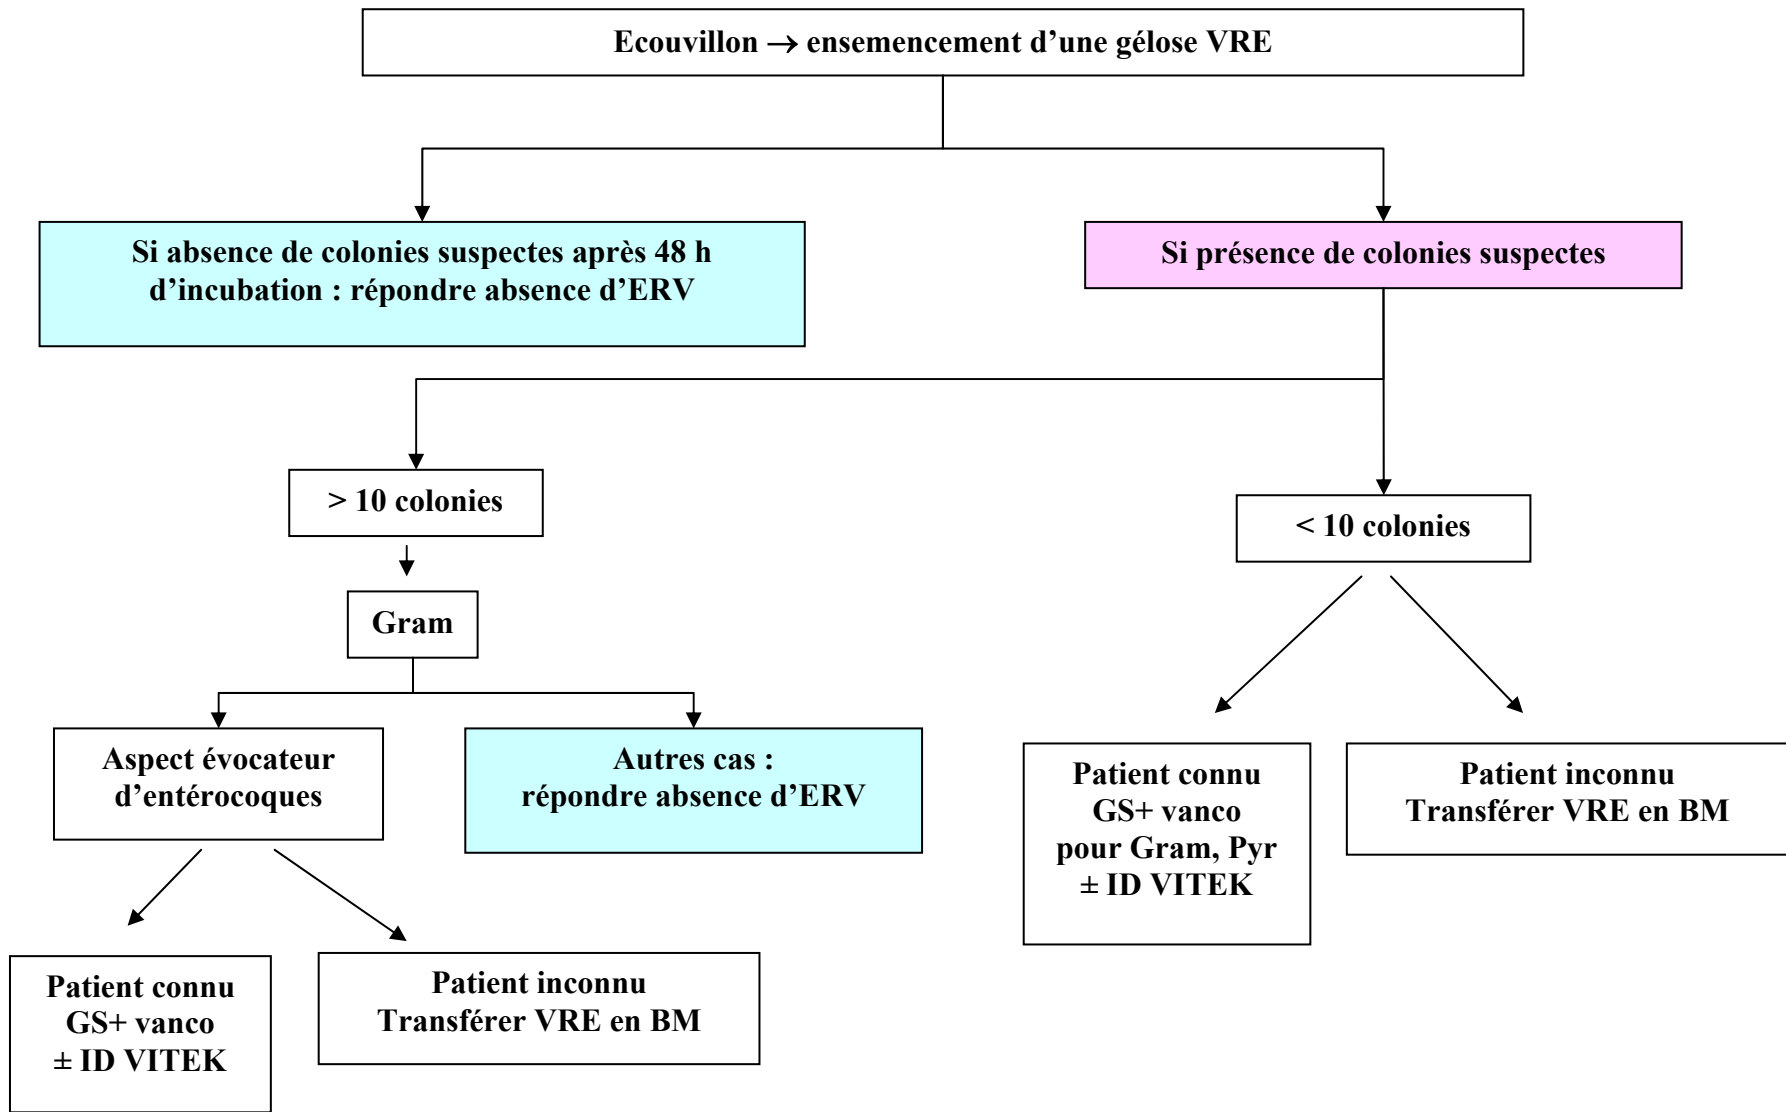 Ecouvillon → ensemencement d’une gélose VRE
Si absence de colonies suspectes après 48 h
d’incubation : répondre absence d’ERV
Si présence de colonies suspectes
> 10 colonies
< 10 colonies
Gram
Aspect évocateur
d’entérocoques
Autres cas :
répondre absence d’ERV
Patient connu
GS+ vanco
pour Gram, Pyr
± ID VITEK
Patient inconnu
Transférer VRE en BM
Patient connu
GS+ vanco
± ID VITEK
Patient inconnu
Transférer VRE en BM